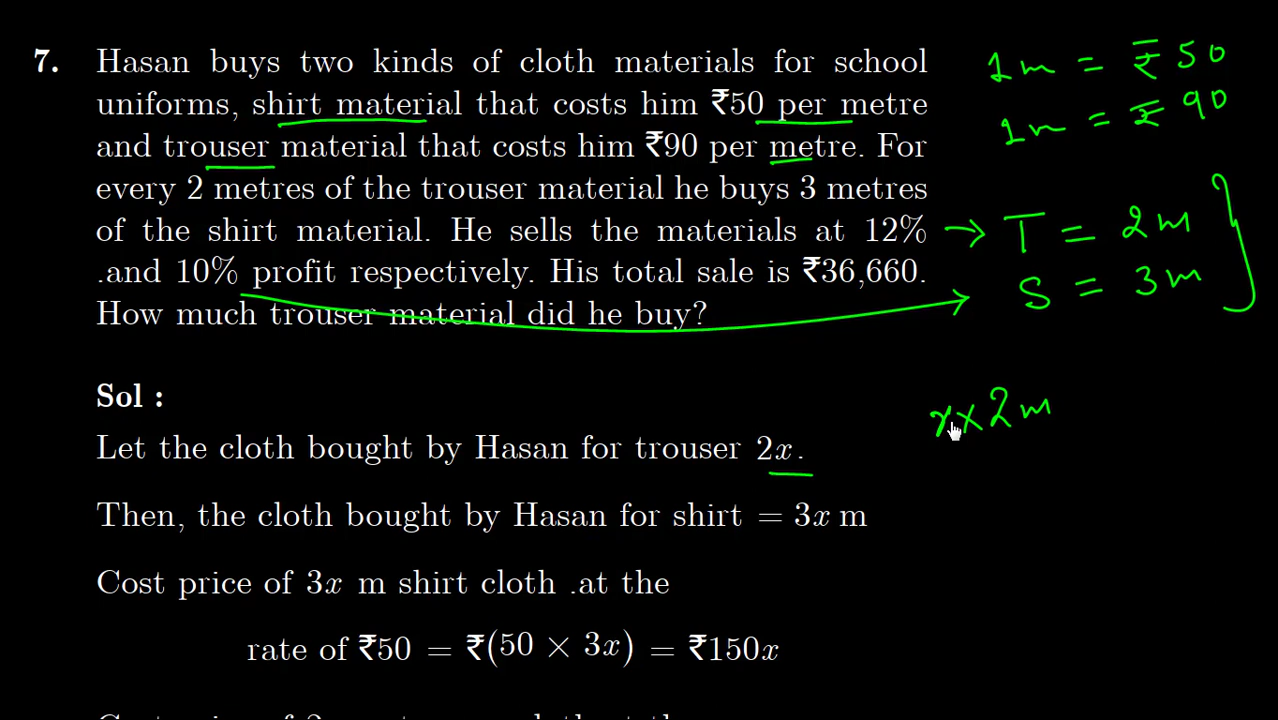 7. Hasan buys two kinds of cloth materials for school
uniforms, shirt material that costs him ₹50 per metre
and trouser material that costs him ₹90 per metre. For
every 2 metres of the trouser material he buys 3 metres
of the shirt material. He sells the materials at 12%
.and 10% profit respectively. His total sale is ₹36,660.
How much trouser material did he buy?
1m = ₹50
1m = ₹90
→ T = 2m
S = 3m }
x×2m
Sol :
Let the cloth bought by Hasan for trouser 2x.
Then, the cloth bought by Hasan for shirt = 3x m
Cost price of 3x m shirt cloth .at the
rate of ₹50 = ₹(50 × 3x) = ₹150x